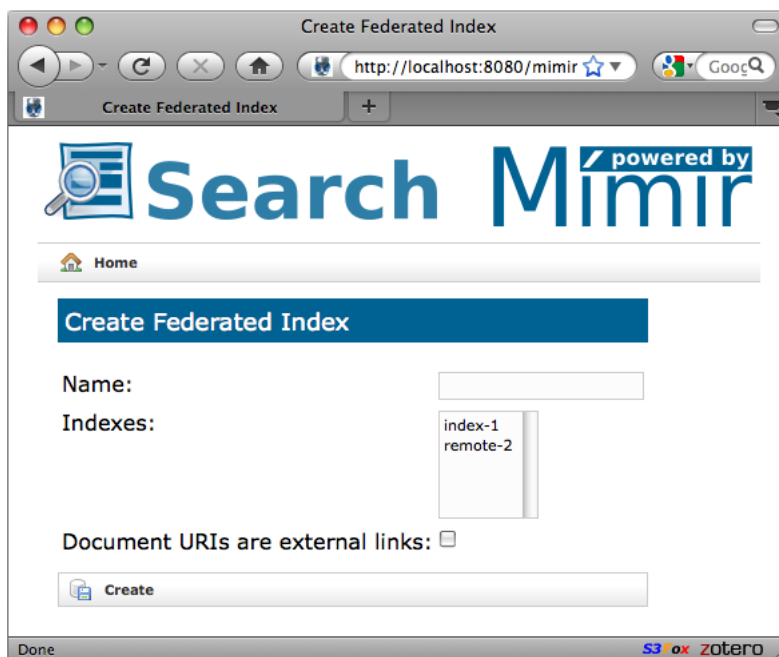 Create Federated Index
http://localhost:8080/mimir
Goog
Create Federated Index
+
Search
powered by
Mímir
Home
Create Federated Index
Name:
Indexes:
index-1
remote-2
Document URIs are external links:
Create
Done
S3Fox zotero